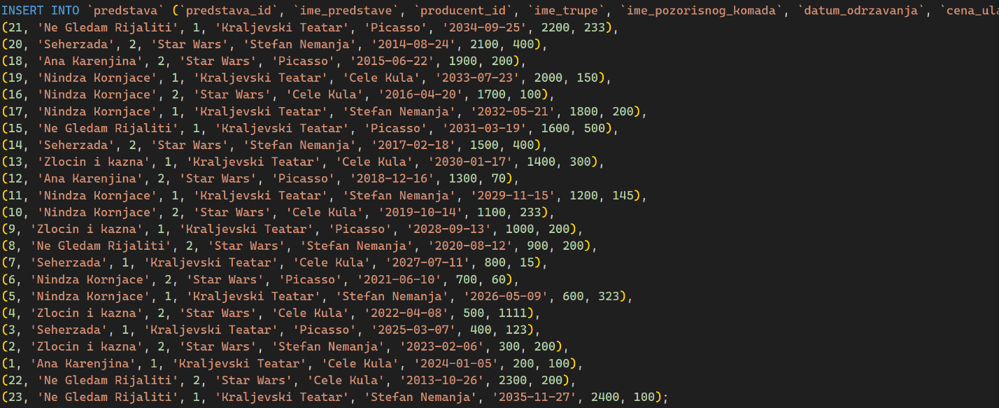 INSERT INTO `predstava` (`predstava_id`, `ime_predstave`, `producent_id`, `ime_trupe`, `ime_pozorisnog_komada`, `datum_odrzavanja`, `cena_ula
(21, 'Ne Gledam Rijaliti', 1, 'Kraljevski Teatar', 'Picasso', '2034-09-25', 2200, 233),
(20, 'Seherzada', 2, 'Star Wars', 'Stefan Nemanja', '2014-08-24', 2100, 400),
(18, 'Ana Karenjina', 2, 'Star Wars', 'Picasso', '2015-06-22', 1900, 200),
(19, 'Nindza Kornjace', 1, 'Kraljevski Teatar', 'Cele Kula', '2033-07-23', 2000, 150),
(16, 'Nindza Kornjace', 2, 'Star Wars', 'Cele Kula', '2016-04-20', 1700, 100),
(17, 'Nindza Kornjace', 1, 'Kraljevski Teatar', 'Stefan Nemanja', '2032-05-21', 1800, 200),
(15, 'Ne Gledam Rijaliti', 1, 'Kraljevski Teatar', 'Picasso', '2031-03-19', 1600, 500),
(14, 'Seherzada', 2, 'Star Wars', 'Stefan Nemanja', '2017-02-18', 1500, 400),
(13, 'Zlocin i kazna', 1, 'Kraljevski Teatar', 'Cele Kula', '2030-01-17', 1400, 300),
(12, 'Ana Karenjina', 2, 'Star Wars', 'Picasso', '2018-12-16', 1300, 70),
(11, 'Nindza Kornjace', 1, 'Kraljevski Teatar', 'Stefan Nemanja', '2029-11-15', 1200, 145),
(10, 'Nindza Kornjace', 2, 'Star Wars', 'Cele Kula', '2019-10-14', 1100, 233),
(9, 'Zlocin i kazna', 1, 'Kraljevski Teatar', 'Picasso', '2028-09-13', 1000, 200),
(8, 'Ne Gledam Rijaliti', 2, 'Star Wars', 'Stefan Nemanja', '2020-08-12', 900, 200),
(7, 'Seherzada', 1, 'Kraljevski Teatar', 'Cele Kula', '2027-07-11', 800, 15),
(6, 'Nindza Kornjace', 2, 'Star Wars', 'Picasso', '2021-06-10', 700, 60),
(5, 'Nindza Kornjace', 1, 'Kraljevski Teatar', 'Stefan Nemanja', '2026-05-09', 600, 323),
(4, 'Zlocin i kazna', 2, 'Star Wars', 'Cele Kula', '2022-04-08', 500, 1111),
(3, 'Seherzada', 1, 'Kraljevski Teatar', 'Picasso', '2025-03-07', 400, 123),
(2, 'Zlocin i kazna', 2, 'Star Wars', 'Stefan Nemanja', '2023-02-06', 300, 200),
(1, 'Ana Karenjina', 1, 'Kraljevski Teatar', 'Cele Kula', '2024-01-05', 200, 100),
(22, 'Ne Gledam Rijaliti', 2, 'Star Wars', 'Cele Kula', '2013-10-26', 2300, 200),
(23, 'Ne Gledam Rijaliti', 1, 'Kraljevski Teatar', 'Stefan Nemanja', '2035-11-27', 2400, 100);